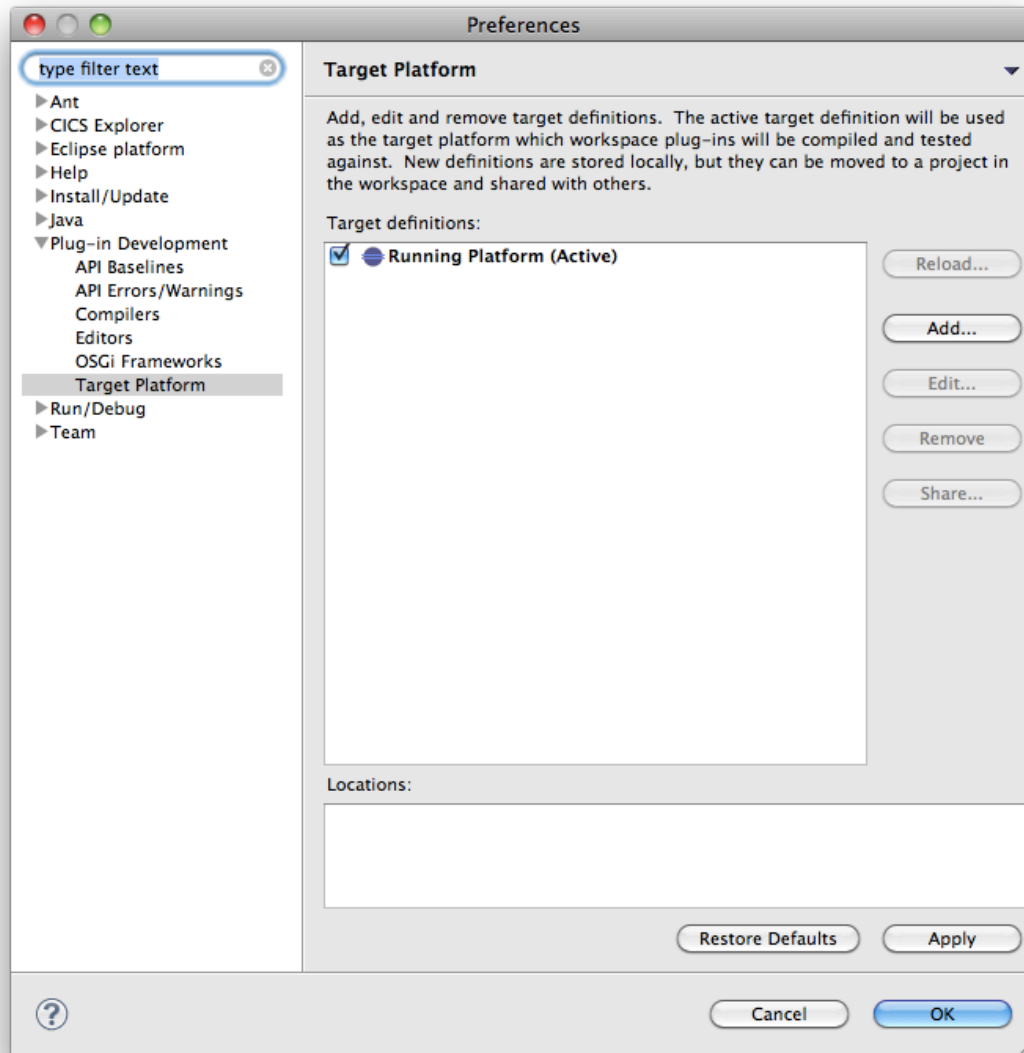 Preferences
type filter text
Ant
CICS Explorer
Eclipse platform
Help
Install/Update
Java
Plug-in Development
API Baselines
API Errors/Warnings
Compilers
Editors
OSGi Frameworks
Target Platform
Run/Debug
Team
Target Platform
Add, edit and remove target definitions.  The active target definition will be used
as the target platform which workspace plug-ins will be compiled and tested
against.  New definitions are stored locally, but they can be moved to a project in
the workspace and shared with others.
Target definitions:
Running Platform (Active)
Reload...
Add...
Edit...
Remove
Share...
Locations:
Restore Defaults
Apply
?
Cancel
OK